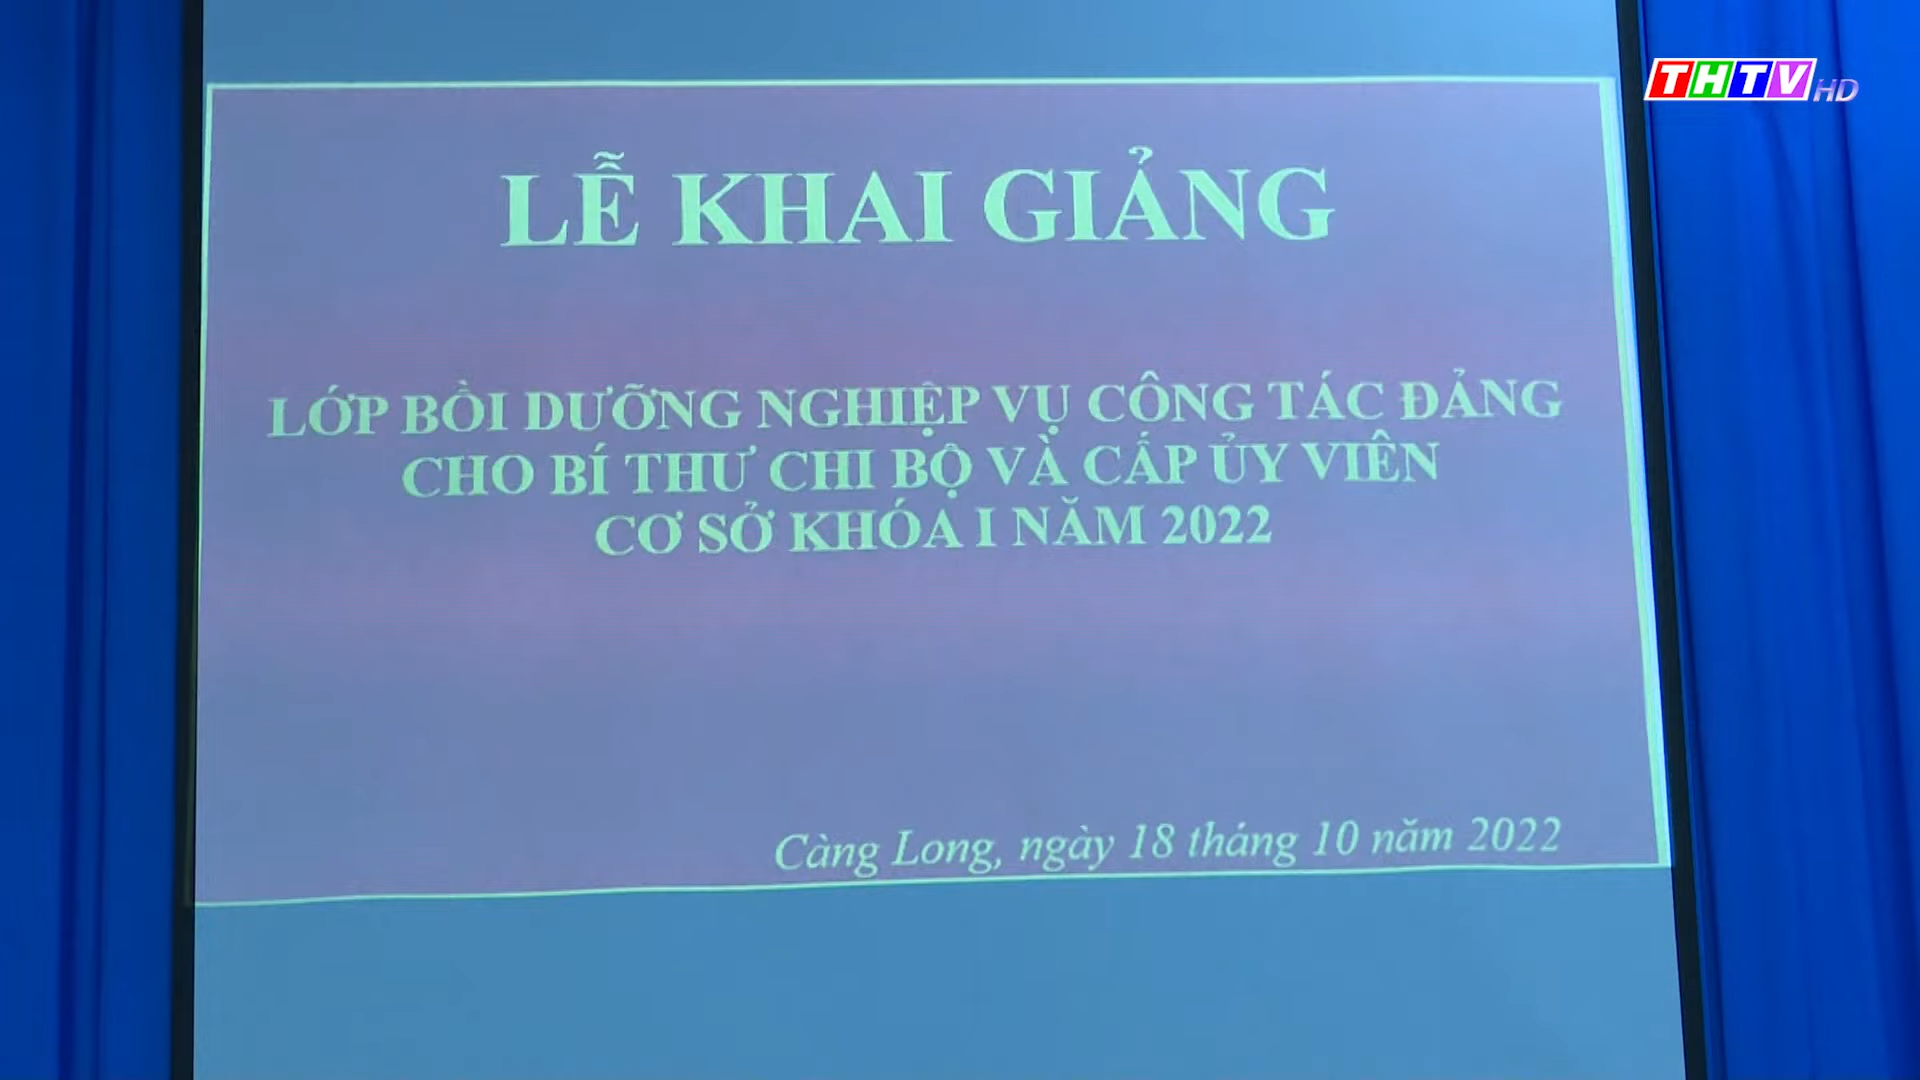 THTV HD
LỄ KHAI GIẢNG
LỚP BỒI DƯỠNG NGHIỆP VỤ CÔNG TÁC ĐẢNG
CHO BÍ THƯ CHI BỘ VÀ CẤP ỦY VIÊN
CƠ SỞ KHÓA I NĂM 2022
Càng Long, ngày 18 tháng 10 năm 2022